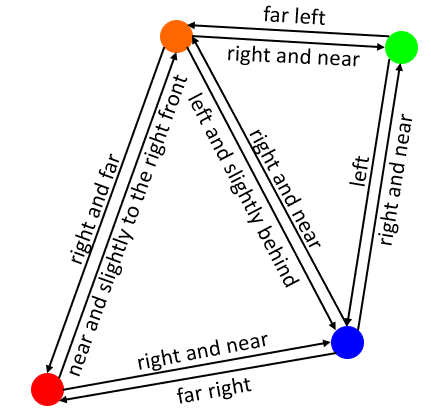 far left
right and near
right and far
near and slightly to the right front
left and slightly behind
right and near
left
right and near
right and near
far right